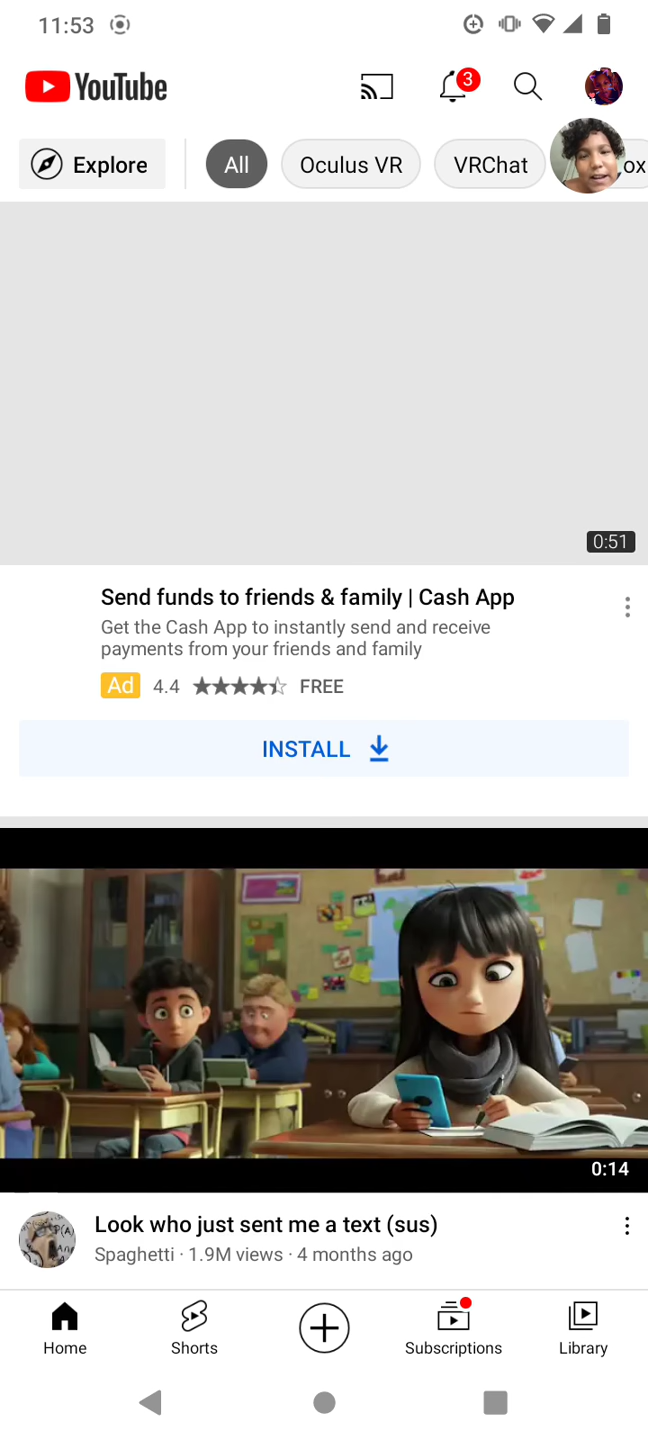 11:53
YouTube
3
Explore
All
Oculus VR
VRChat
ox
0:51
Send funds to friends & family | Cash App
Get the Cash App to instantly send and receive
payments from your friends and family
Ad 4.4 FREE
INSTALL
0:14
Look who just sent me a text (sus)
Spaghetti · 1.9M views · 4 months ago
Home
Shorts
Subscriptions
Library